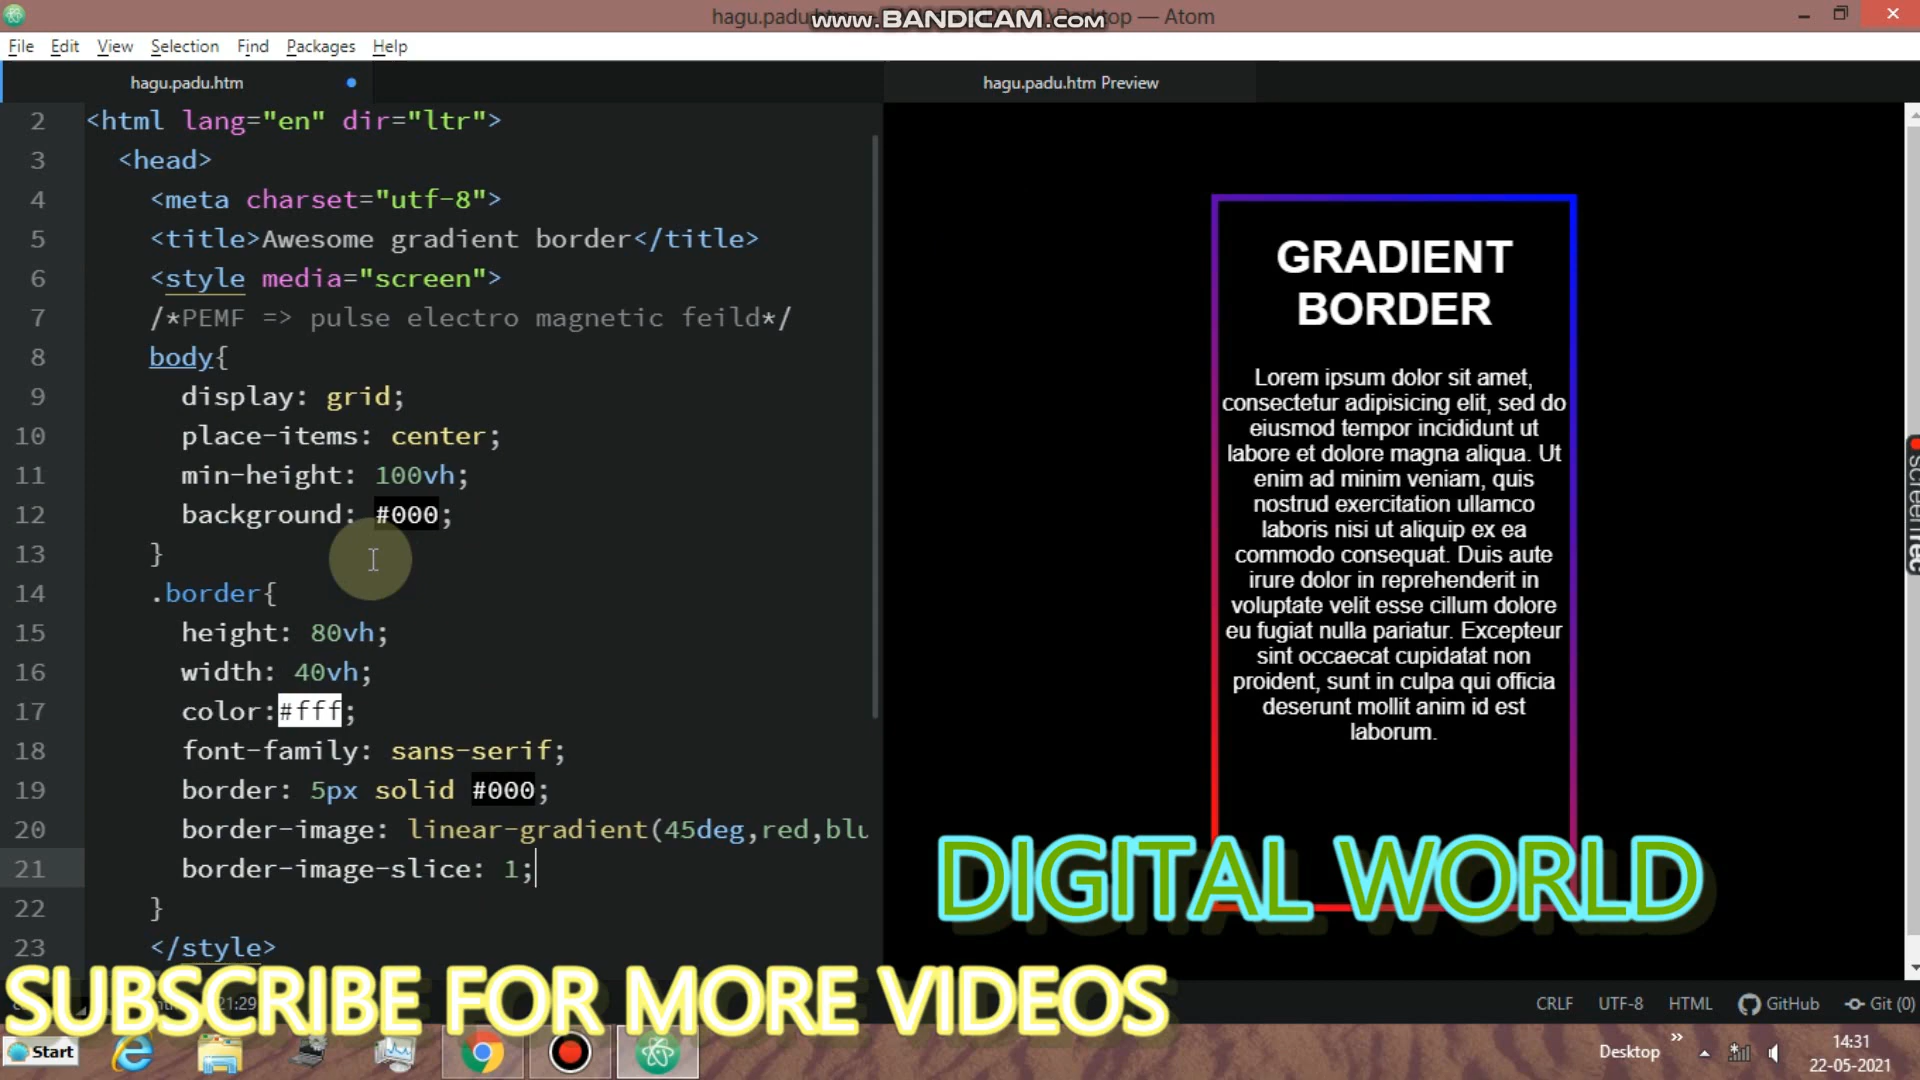 hagu.padu.htm — Desktop — Atom
www.BANDICAM.com
File Edit View Selection Find Packages Help
hagu.padu.htm
hagu.padu.htm Preview
2 <html lang="en" dir="ltr">
3 <head>
4 <meta charset="utf-8">
5 <title>Awesome gradient border</title>
6 <style media="screen">
7 /*PEMF => pulse electro magnetic feild*/
8 body{
9 display: grid;
10 place-items: center;
11 min-height: 100vh;
12 background: #000;
13 }
14 .border{
15 height: 80vh;
16 width: 40vh;
17 color:#fff;
18 font-family: sans-serif;
19 border: 5px solid #000;
20 border-image: linear-gradient(45deg,red,blu
21 border-image-slice: 1;
22 }
23 </style>
GRADIENT
BORDER
Lorem ipsum dolor sit amet,
consectetur adipisicing elit, sed do
eiusmod tempor incididunt ut
labore et dolore magna aliqua. Ut
enim ad minim veniam, quis
nostrud exercitation ullamco
laboris nisi ut aliquip ex ea
commodo consequat. Duis aute
irure dolor in reprehenderit in
voluptate velit esse cillum dolore
eu fugiat nulla pariatur. Excepteur
sint occaecat cupidatat non
proident, sunt in culpa qui officia
deserunt mollit anim id est
laborum.
screenrec
DIGITAL WORLD
SUBSCRIBE FOR MORE VIDEOS
21:29
CRLF UTF-8 HTML GitHub Git (0)
Start
Desktop
14:31
22-05-2021